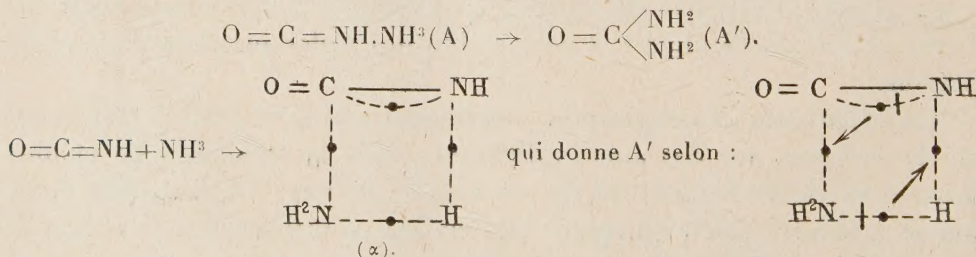 O = C = NH.NH³(A) → O = C<NH² NH² (A').
O = C NH O = C NH
O=C=NH+NH³ → qui donne A' selon :
H²N H H²N H
(α).